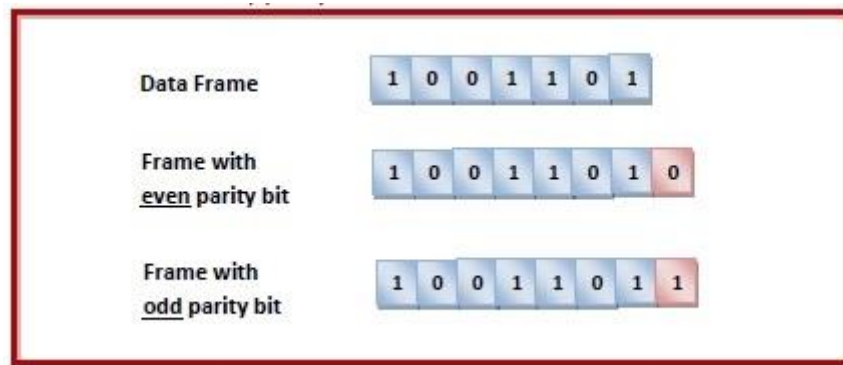 Data Frame 1 0 0 1 1 0 1
Frame with
even parity bit 1 0 0 1 1 0 1 0
Frame with
odd parity bit 1 0 0 1 1 0 1 1